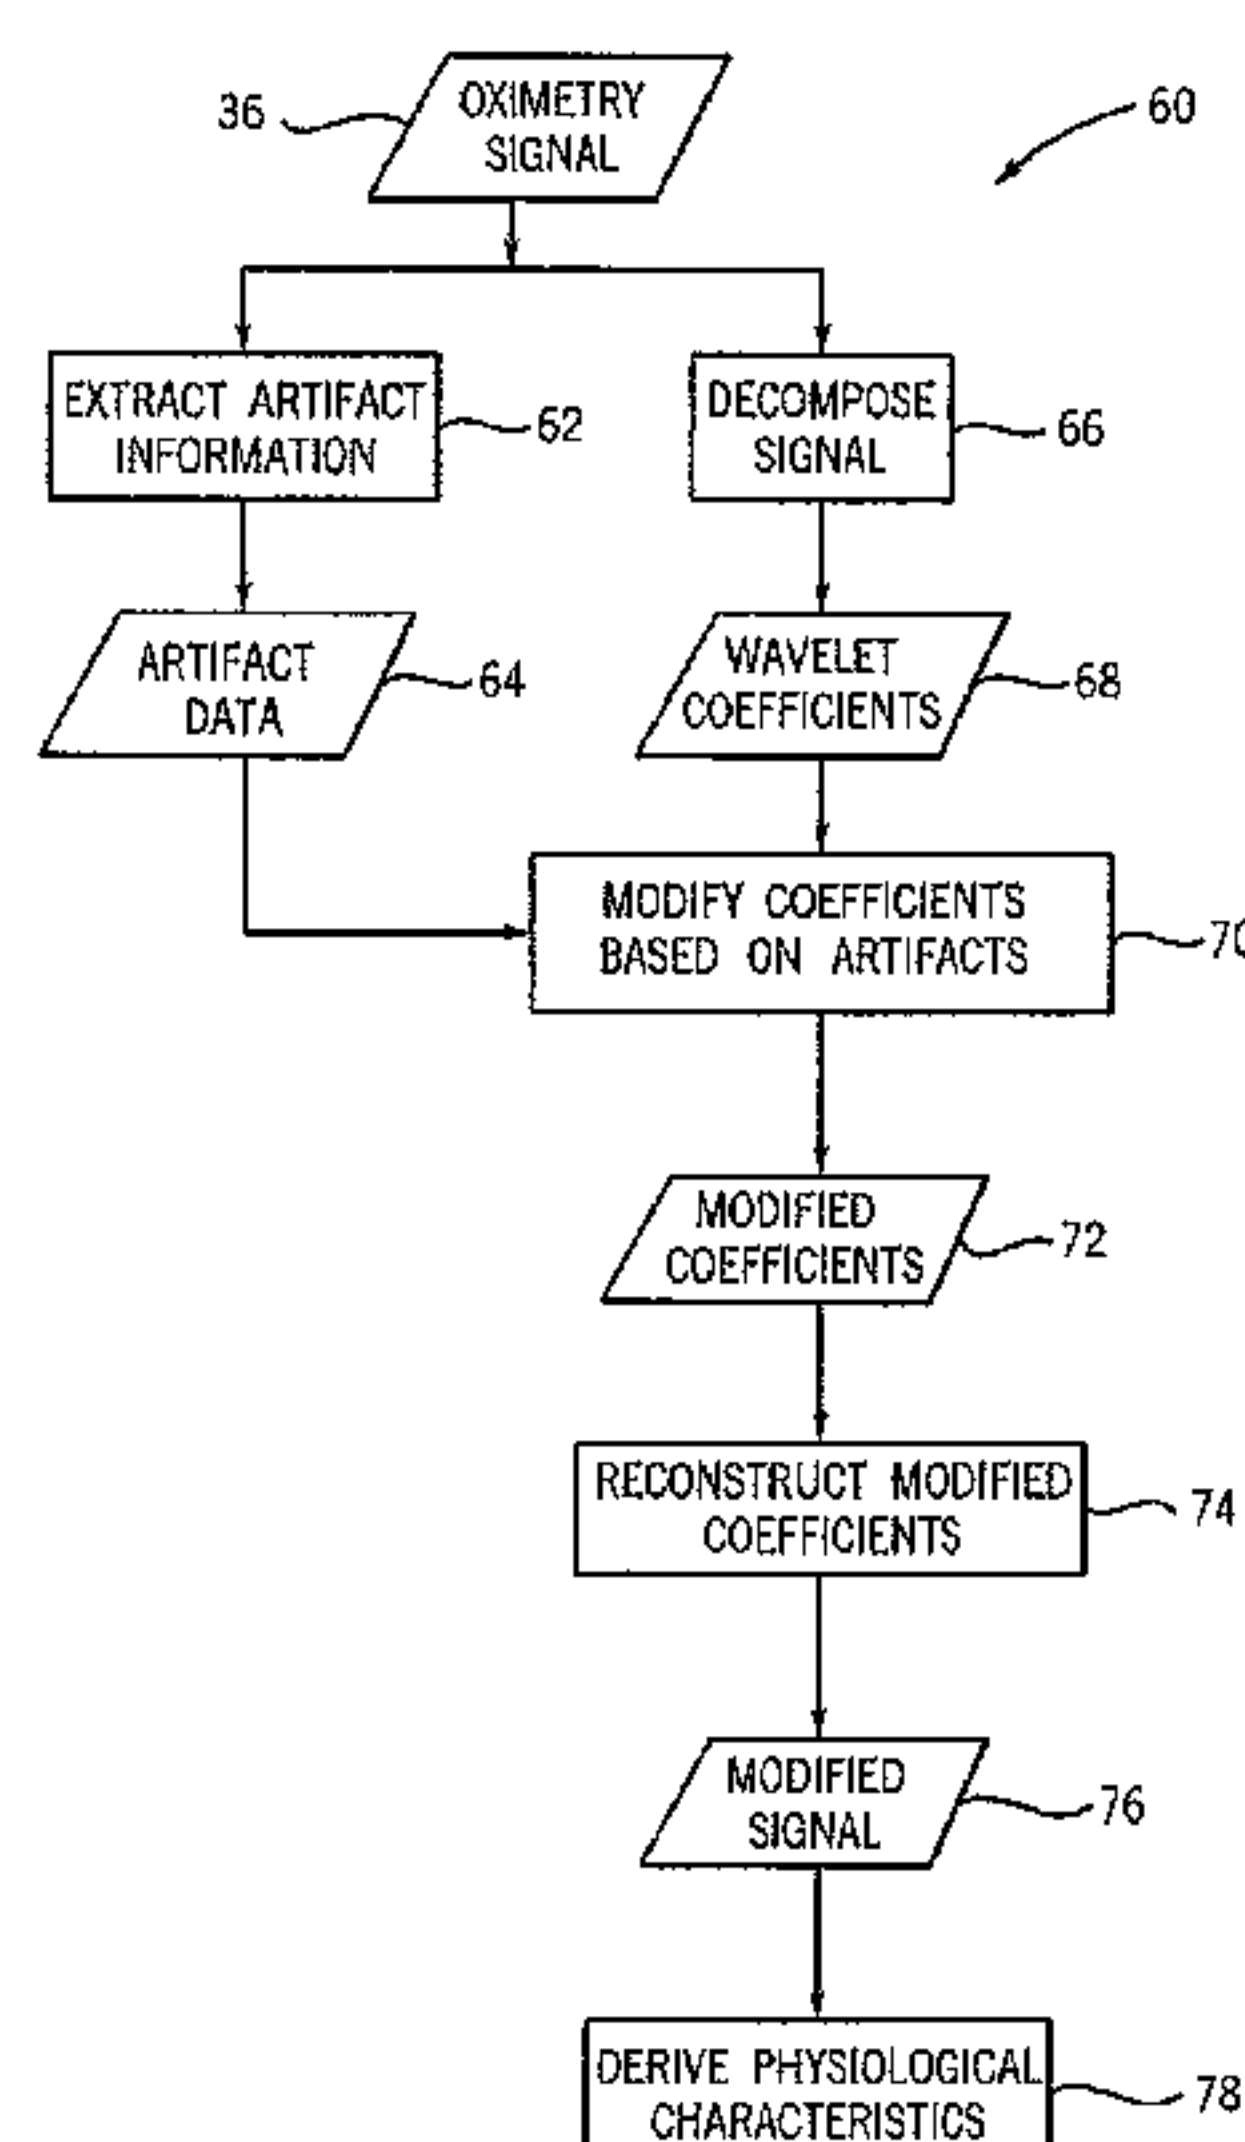 36
OXIMETRY
SIGNAL
60
EXTRACT ARTIFACT
INFORMATION
62
DECOMPOSE
SIGNAL
66
ARTIFACT
DATA
64
WAVELET
COEFFICIENTS
68
MODIFY COEFFICIENTS
BASED ON ARTIFACTS
70
MODIFIED
COEFFICIENTS
72
RECONSTRUCT MODIFIED
COEFFICIENTS
74
MODIFIED
SIGNAL
76
DERIVE PHYSIOLOGICAL
CHARACTERISTICS
78